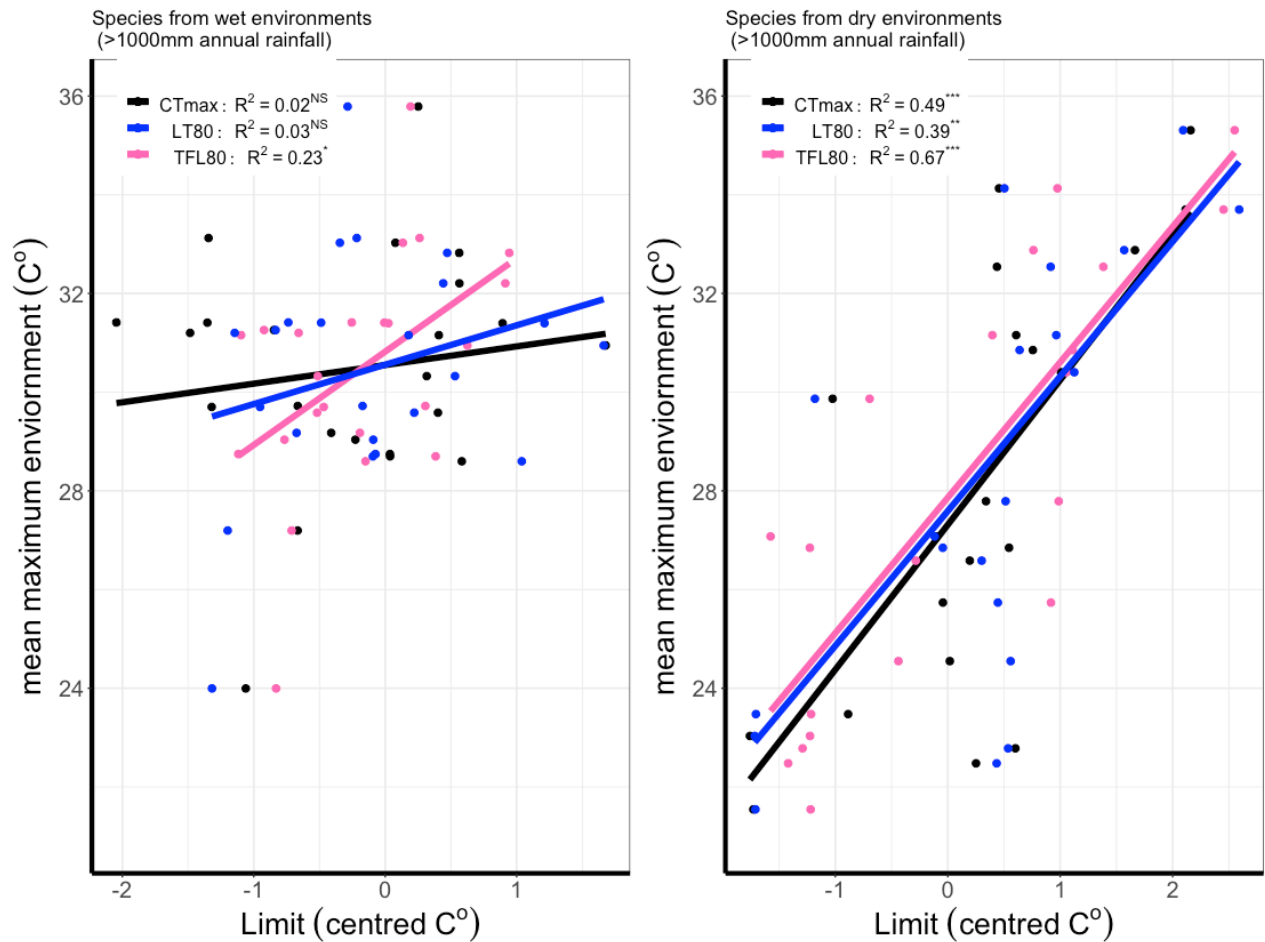 Species from wet environments
(>1000mm annual rainfall)
CTmax: R² = 0.02^NS
LT80: R² = 0.03^NS
TFL80: R² = 0.23^*
36
32
28
24
mean maximum enviornment (C°)
-2 -1 0 1
Limit (centred C°)
Species from dry environments
(>1000mm annual rainfall)
CTmax: R² = 0.49^***
LT80: R² = 0.39^**
TFL80: R² = 0.67^***
36
32
28
24
mean maximum enviornment (C°)
-1 0 1 2
Limit (centred C°)